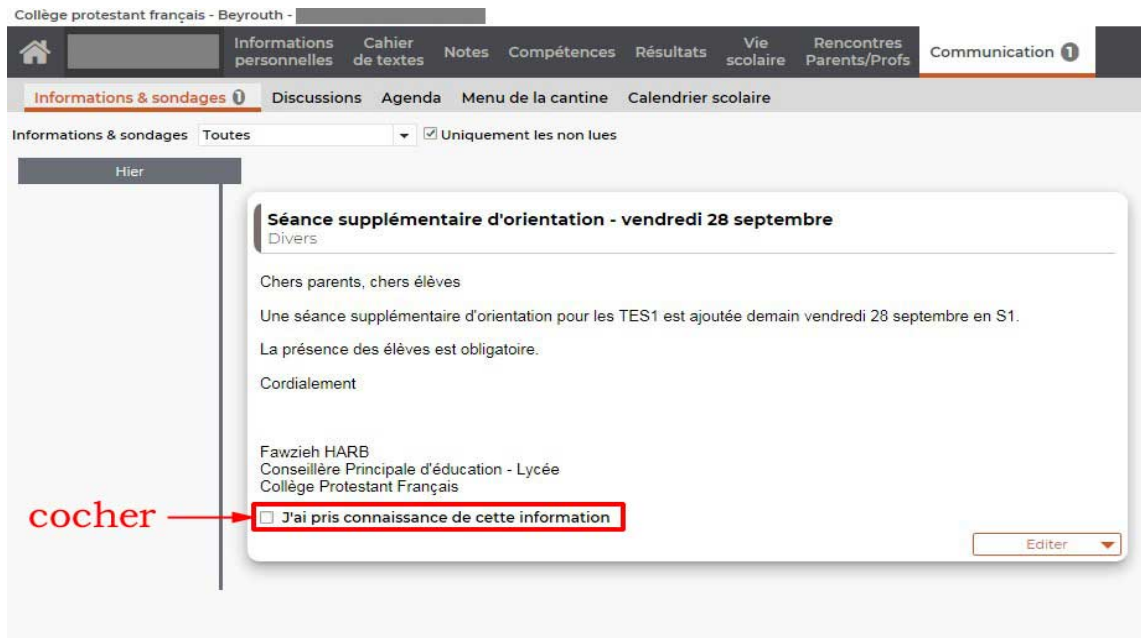 Collège protestant français - Beyrouth -
Informations personnelles Cahier de textes Notes Compétences Résultats Vie scolaire Rencontres Parents/Profs Communication 1
Informations & sondages 1 Discussions Agenda Menu de la cantine Calendrier scolaire
Informations & sondages Toutes Uniquement les non lues
Hier
Séance supplémentaire d'orientation - vendredi 28 septembre
Divers
Chers parents, chers élèves
Une séance supplémentaire d'orientation pour les TES1 est ajoutée demain vendredi 28 septembre en S1.
La présence des élèves est obligatoire.
Cordialement
Fawzieh HARB
Conseillère Principale d'éducation - Lycée
Collège Protestant Français
cocher J'ai pris connaissance de cette information
Editer